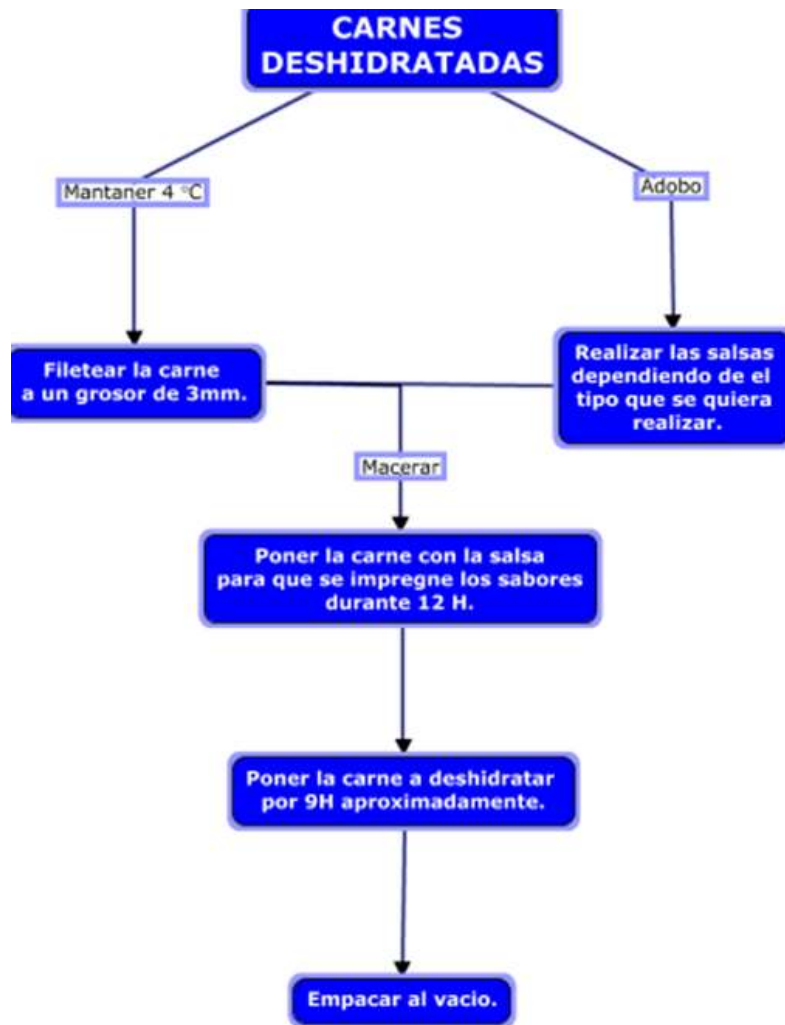 CARNES
DESHIDRATADAS
Mantaner 4 °C
Adobo
Filetear la carne
a un grosor de 3mm.
Realizar las salsas
dependiendo de el
tipo que se quiera
realizar.
Macerar
Poner la carne con la salsa
para que se impregne los sabores
durante 12 H.
Poner la carne a deshidratar
por 9H aproximadamente.
Empacar al vacio.